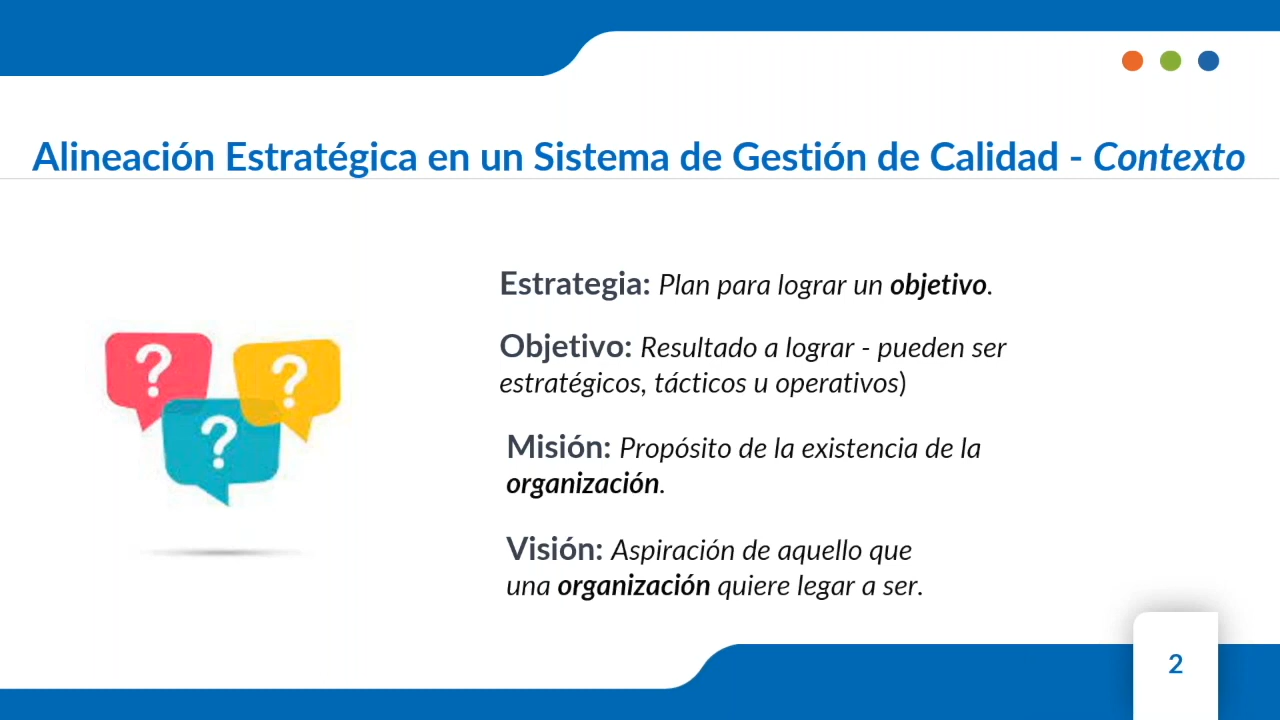 Alineación Estratégica en un Sistema de Gestión de Calidad - Contexto
Estrategia: Plan para lograr un objetivo.
Objetivo: Resultado a lograr - pueden ser
estratégicos, tácticos u operativos)
Misión: Propósito de la existencia de la
organización.
Visión: Aspiración de aquello que
una organización quiere legar a ser.
? ? ?
2